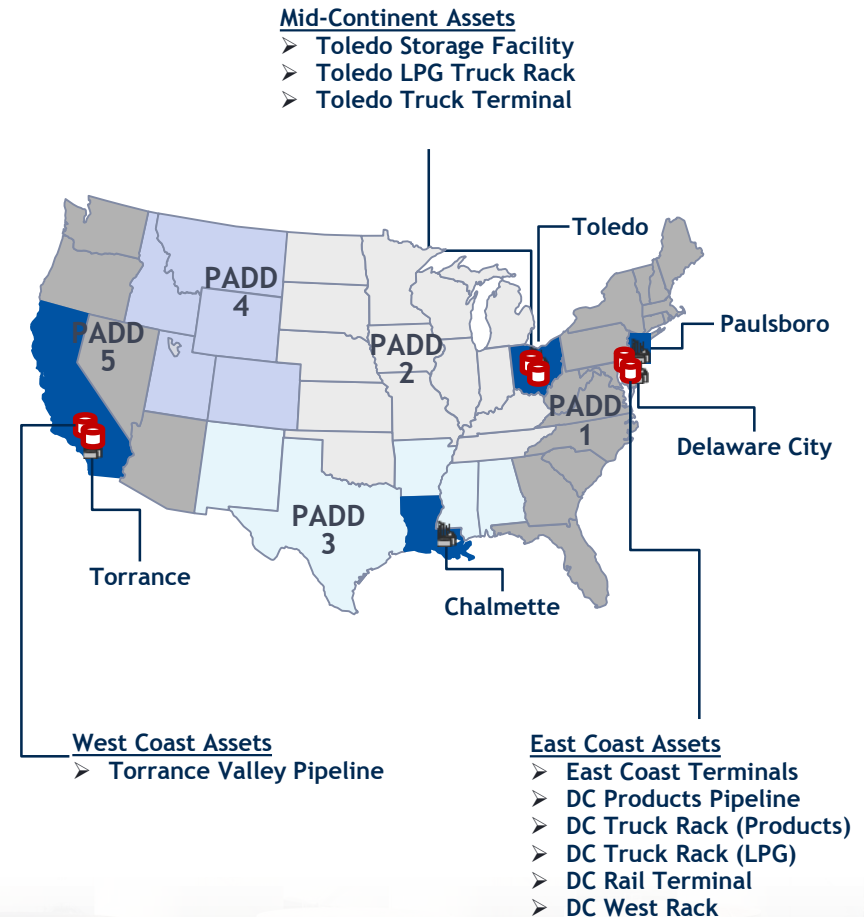 Mid-Continent Assets
➢ Toledo Storage Facility
➢ Toledo LPG Truck Rack
➢ Toledo Truck Terminal
Toledo
PADD
4
Paulsboro
PADD
5
PADD
2
PADD
1
Delaware City
PADD
3
Torrance
Chalmette
West Coast Assets
➢ Torrance Valley Pipeline
East Coast Assets
➢ East Coast Terminals
➢ DC Products Pipeline
➢ DC Truck Rack (Products)
➢ DC Truck Rack (LPG)
➢ DC Rail Terminal
➢ DC West Rack